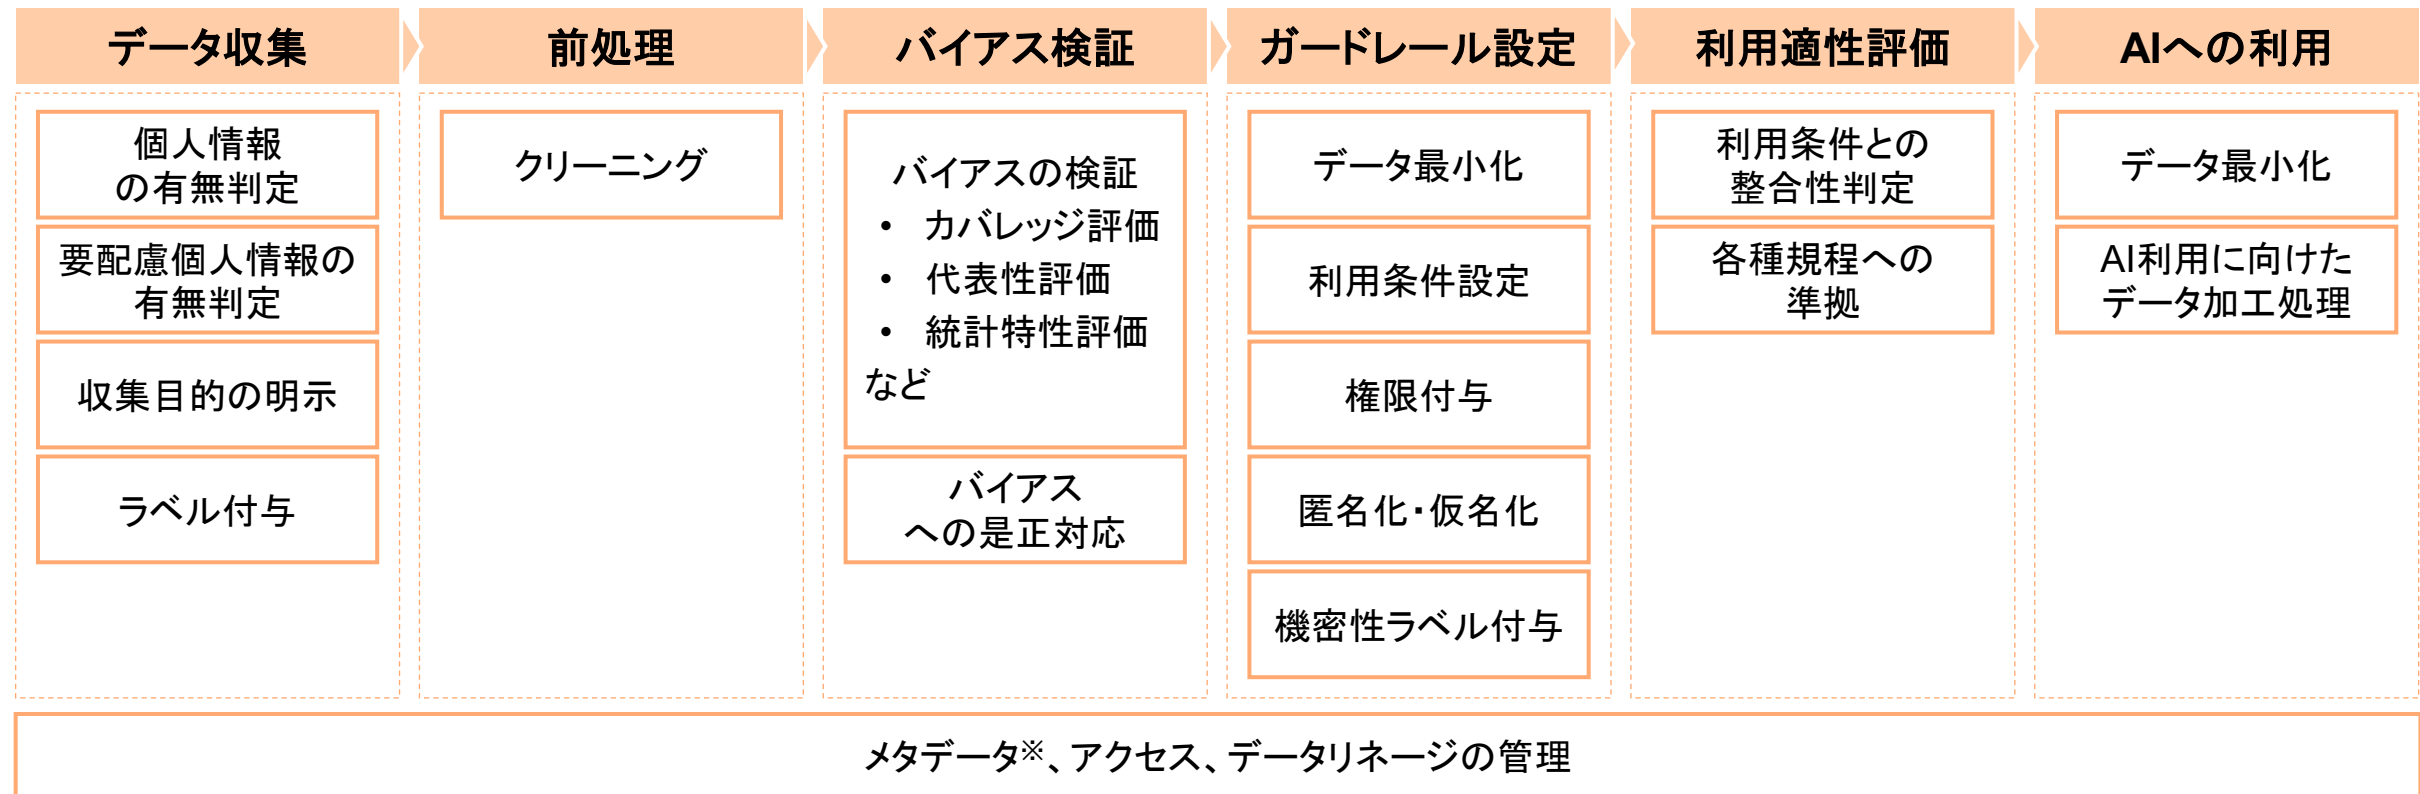 データ収集
前処理
バイアス検証
ガードレール設定
利用適性評価
AIへの利用
個人情報
の有無判定
要配慮個人情報の
有無判定
収集目的の明示
ラベル付与
クリーニング
バイアスの検証
• カバレッジ評価
• 代表性評価
• 統計特性評価
など
バイアス
への是正対応
データ最小化
利用条件設定
権限付与
匿名化・仮名化
機密性ラベル付与
利用条件との
整合性判定
各種規程への
準拠
データ最小化
AI利用に向けた
データ加工処理
メタデータ※、アクセス、データリネージの管理